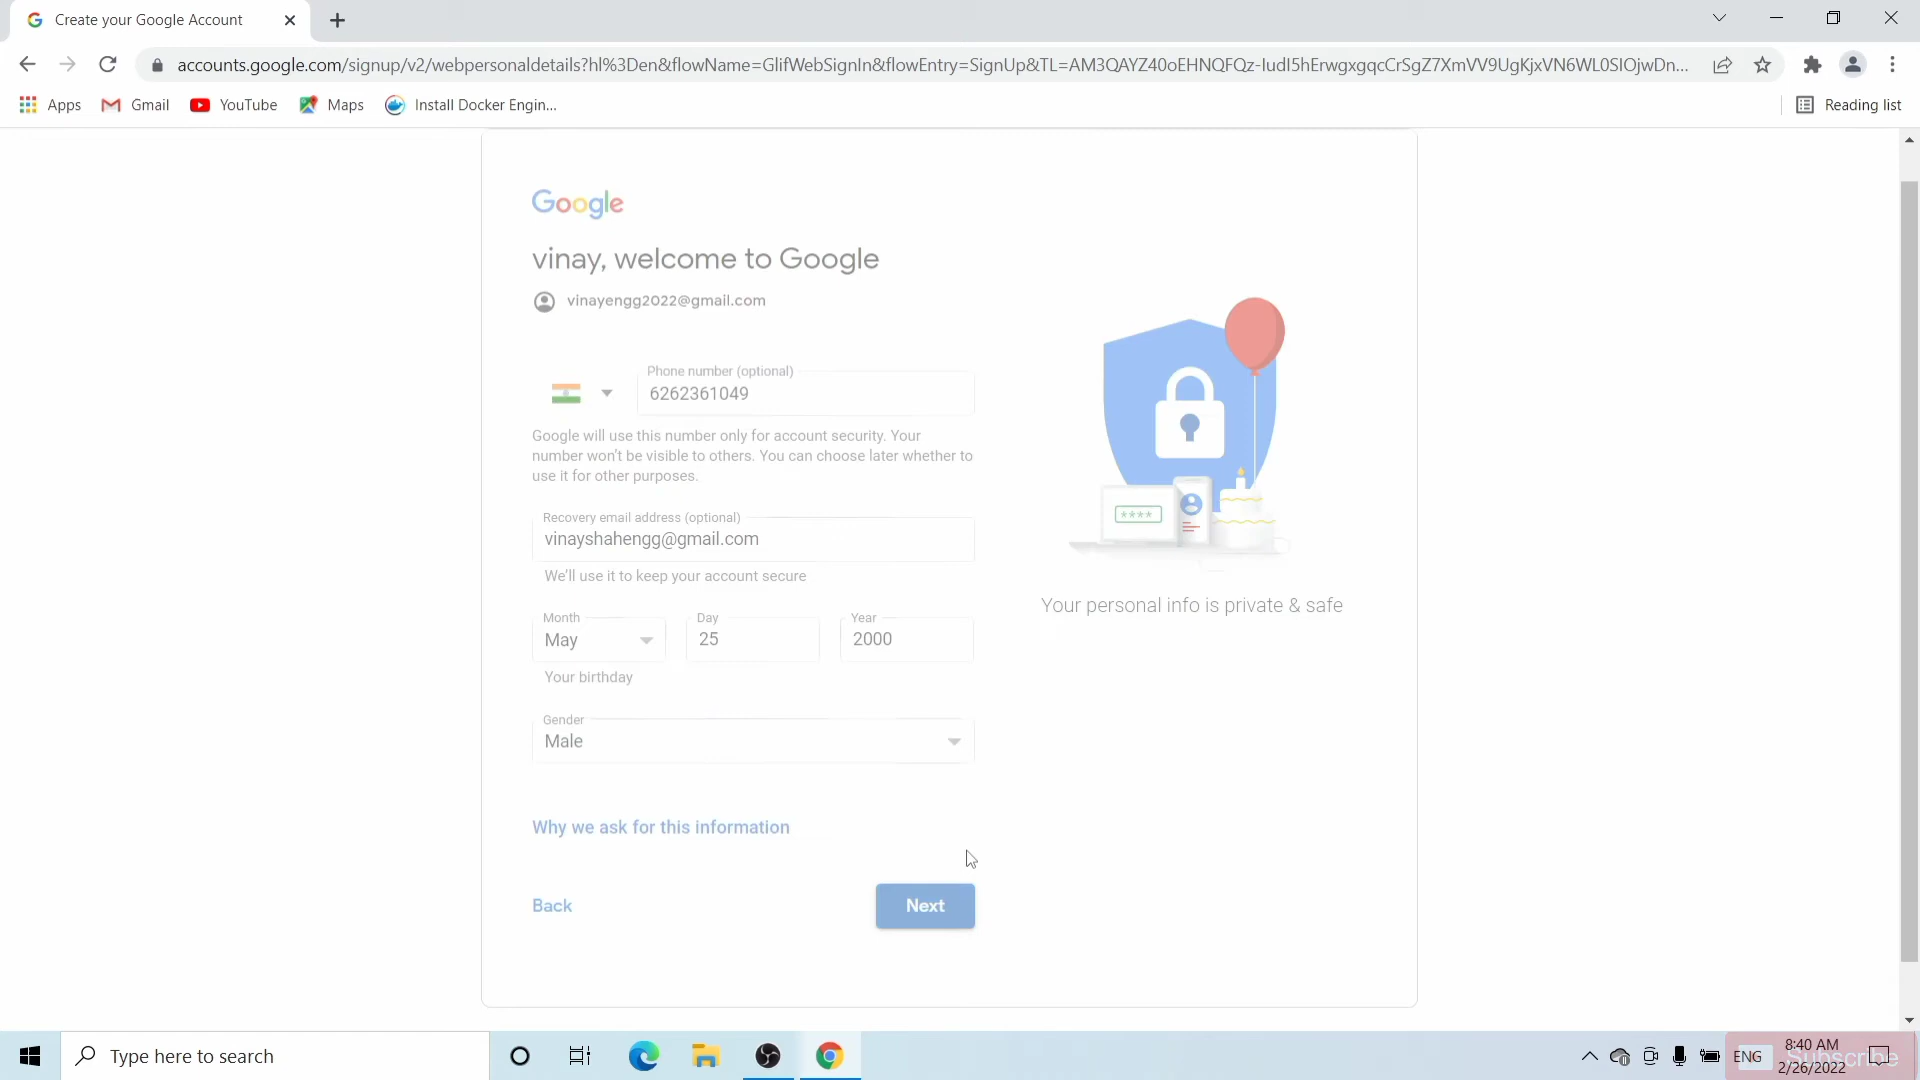 Create your Google Account
accounts.google.com/signup/v2/webpersonaldetails?hl%3Den&flowName=GlifWebSignIn&flowEntry=SignUp&TL=AM3QAYZ40oEHNQFQz-IudI5hErwgxgqcCrSgZ7XmVV9UgKjxVN6WL0SIOjwDn...
Apps Gmail YouTube Maps Install Docker Engin... Reading list
Google
vinay, welcome to Google
vinayengg2022@gmail.com
Phone number (optional)
6262361049
Google will use this number only for account security. Your
number won't be visible to others. You can choose later whether to
use it for other purposes.
Recovery email address (optional)
vinayshahengg@gmail.com
We'll use it to keep your account secure
Month Day Year
May 25 2000
Your birthday
Gender
Male
Why we ask for this information
Back Next
****
Your personal info is private & safe
Type here to search
ENG
8:40 AM
2/26/2022
Subscribe